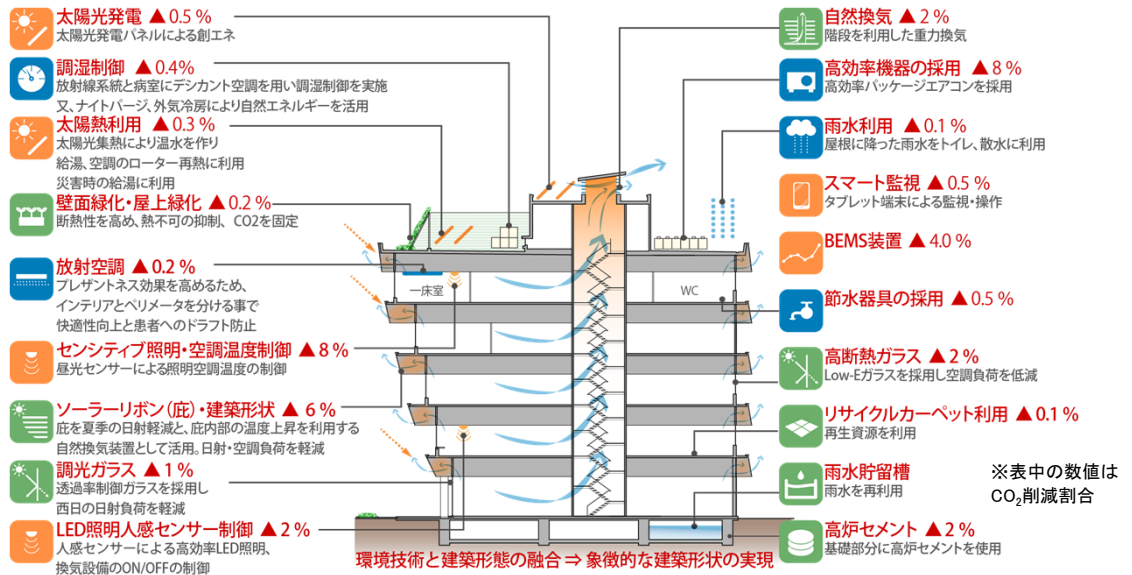 太陽光発電 ▲0.5 %
太陽光発電パネルによる創エネ
調湿制御 ▲0.4%
放射線系統と病室にデシカント空調を用い調湿制御を実施
又、ナイトパージ、外気冷房により自然エネルギーを活用
太陽熱利用 ▲0.3 %
太陽光集熱により温水を作り
給湯、空調のローター再熱に利用
災害時の給湯に利用
壁面緑化・屋上緑化 ▲0.2 %
断熱性を高め、熱不可の抑制、CO2を固定
放射空調 ▲0.2 %
プレザントネス効果を高めるため、
インテリアとペリメータを分ける事で
快適性向上と患者へのドラフト防止
センシティブ照明・空調温度制御 ▲8 %
昼光センサーによる照明空調温度の制御
ソーラーリボン(庇)・建築形状 ▲ 6 %
庇を夏季の日射軽減と、庇内部の温度上昇を利用する
自然換気装置として活用。日射・空調負荷を軽減
調光ガラス ▲1 %
透過率制御ガラスを採用し
西日の日射負荷を軽減
LED照明人感センサー制御 ▲2 %
人感センサーによる高効率LED照明、
換気設備のON/OFFの制御
一床室
WC
環境技術と建築形態の融合 ⇒ 象徴的な建築形状の実現
自然換気 ▲2 %
階段を利用した重力換気
高効率機器の採用 ▲8 %
高効率パッケージエアコンを採用
雨水利用 ▲0.1 %
屋根に降った雨水をトイレ、散水に利用
スマート監視 ▲0.5 %
タブレット端末による監視・操作
BEMS装置 ▲4.0 %
節水器具の採用 ▲0.5 %
高断熱ガラス ▲2 %
Low-Eガラスを採用し空調負荷を低減
リサイクルカーペット利用 ▲0.1 %
再生資源を利用
雨水貯留槽
雨水を再利用
高炉セメント ▲2 %
基礎部分に高炉セメントを使用
※表中の数値は
CO₂削減割合